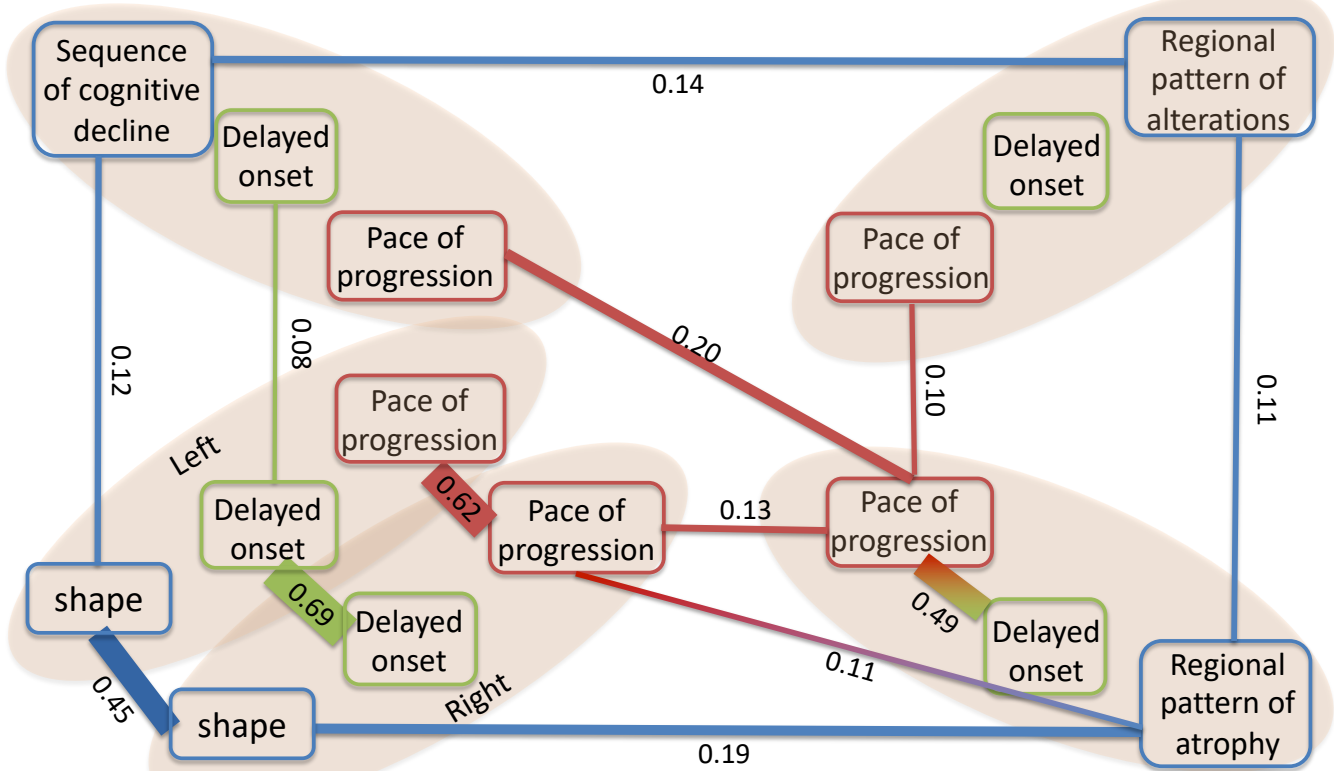 Sequence
of cognitive
decline
0.14
Regional
pattern of
alterations
Delayed
onset
Delayed
onset
Pace of
progression
Pace of
progression
0.12
0.08
0.20
0.10
0.11
Left
Pace of
progression
0.62
Delayed
onset
Pace of
progression
0.13
Pace of
progression
shape
0.69
Delayed
onset
0.49
Delayed
onset
0.11
0.45
shape
Right
0.19
Regional
pattern of
atrophy